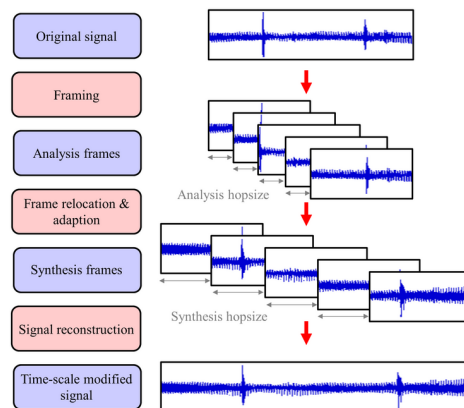 Original signal
Framing
Analysis frames
Analysis hopsize
Frame relocation &
adaption
Synthesis frames
Synthesis hopsize
Signal reconstruction
Time-scale modified
signal